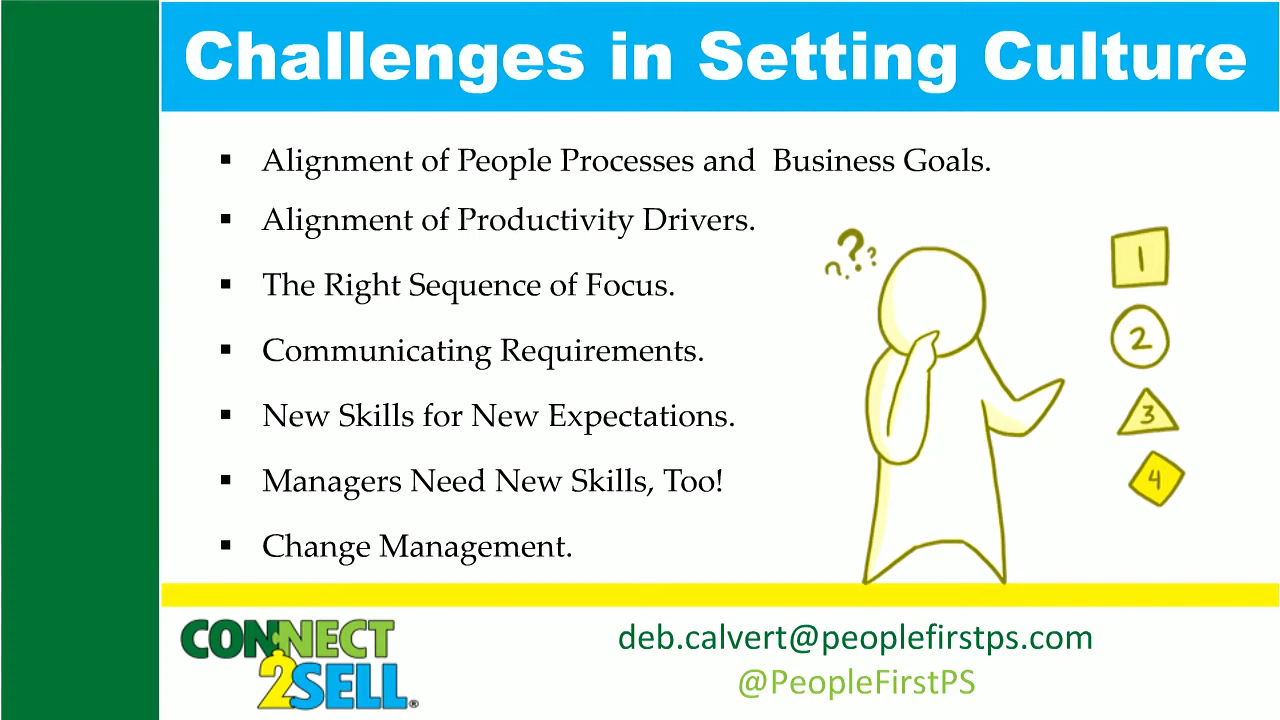 Challenges in Setting Culture
▪ Alignment of People Processes and  Business Goals.
▪ Alignment of Productivity Drivers.
▪ The Right Sequence of Focus.
▪ Communicating Requirements.
▪ New Skills for New Expectations.
▪ Managers Need New Skills, Too!
▪ Change Management.
???
1
2
3
4
CONNECT
2SELL®
deb.calvert@peoplefirstps.com
@PeopleFirstPS